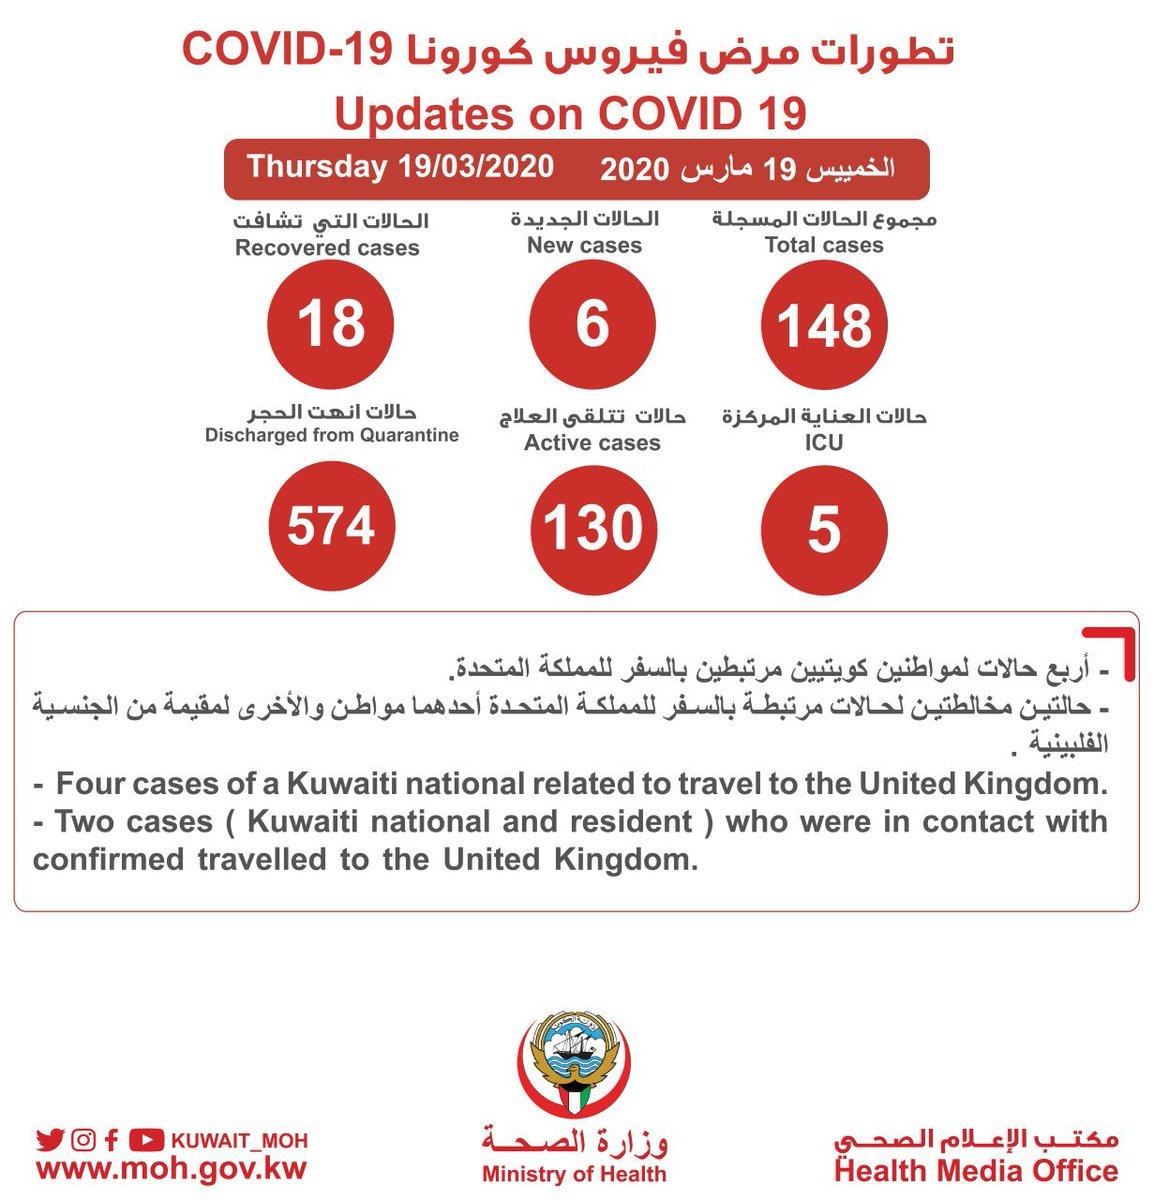 تطورات مرض فيروس كورونا COVID-19
Updates on COVID 19
Thursday 19/03/2020 الخمييس 19 مارس 2020
مجموع الحالات المسجلة
Total cases
148
الحالات الجديدة
New cases
6
الحالات التي تشافت
Recovered cases
18
حالات العناية المركزة
ICU
5
حالات تتلقى العلاج
Active cases
130
حالات انهت الحجر
Discharged from Quarantine
574
- أربع حالات لمواطنين كويتيين مرتبطين بالسفر للمملكة المتحدة.
- حالتين مخالطتين لحالات مرتبطة بالسفر للمملكة المتحدة أحدهما مواطن والأخرى لمقيمة من الجنسية
الفلبينية .
- Four cases of a Kuwaiti national related to travel to the United Kingdom.
- Two cases ( Kuwaiti national and resident ) who were in contact with
confirmed travelled to the United Kingdom.
دولة الكويت
وزارة الصحة
Ministry of Health
KUWAIT_MOH
www.moh.gov.kw
مكتب الإعلام الصحي
Health Media Office